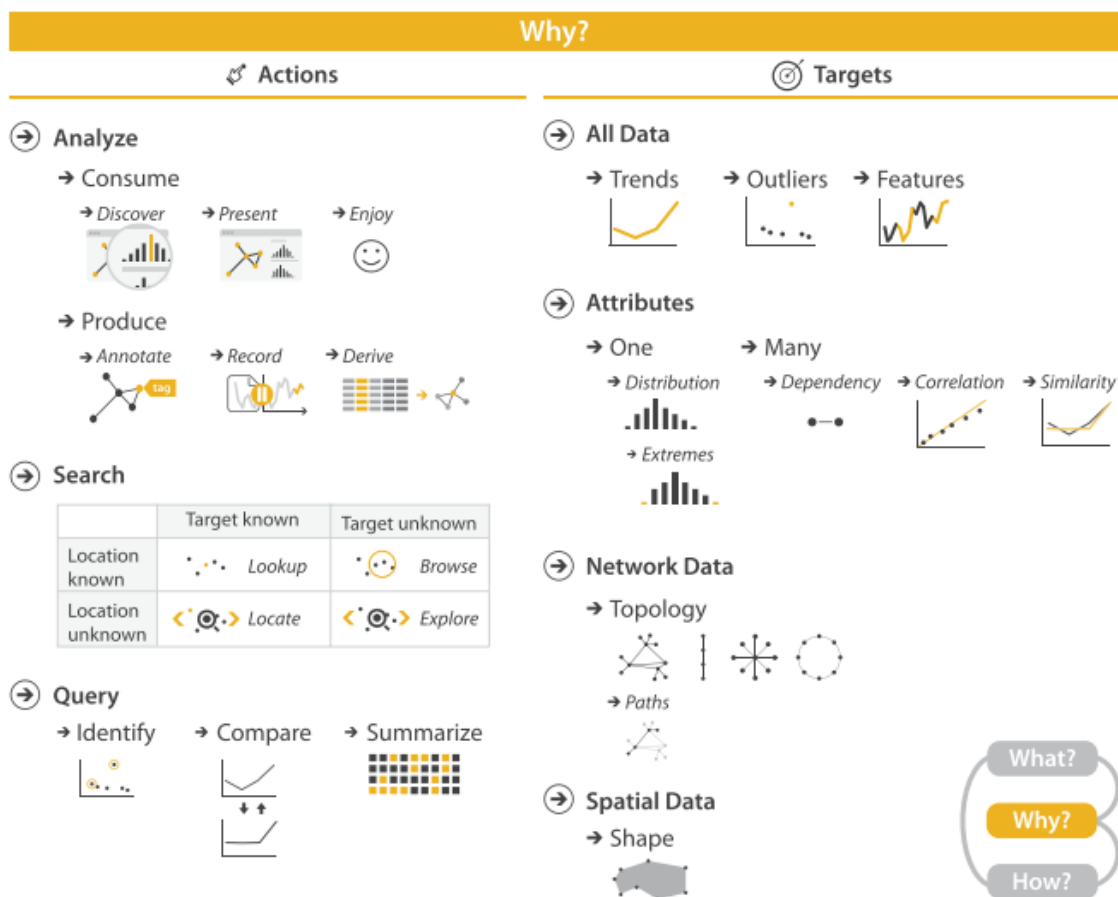 Why?
Actions
Analyze
Consume
Discover
Present
Enjoy
Produce
Annotate
tag
Record
Derive
Search
Target known
Target unknown
Location known
Lookup
Browse
Location unknown
Locate
Explore
Query
Identify
Compare
Summarize
Targets
All Data
Trends
Outliers
Features
Attributes
One
Many
Distribution
Dependency
Correlation
Similarity
Extremes
Network Data
Topology
Paths
Spatial Data
Shape
What?
Why?
How?